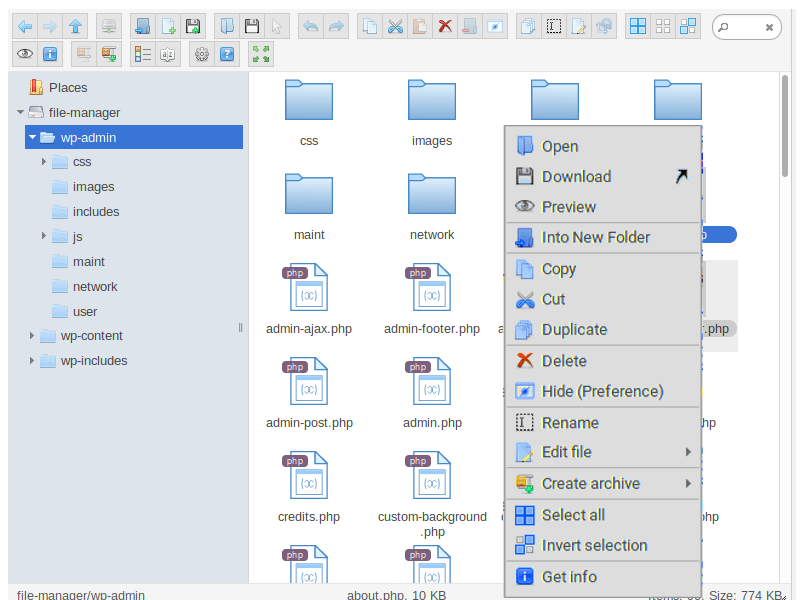 Places
file-manager
wp-admin
css
images
includes
js
maint
network
user
wp-content
wp-includes
css
images
maint
network
php
php
admin-ajax.php
admin-footer.php
.php
php
php
admin-post.php
admin.php
php
php
credits.php
custom-background
.php
php
php
Open
Download
Preview
Into New Folder
Copy
Cut
Duplicate
Delete
Hide (Preference)
Rename
Edit file
Create archive
Select all
Invert selection
Get info
file-manager/wp-admin
about.php, 10 KB
Size: 774 KB